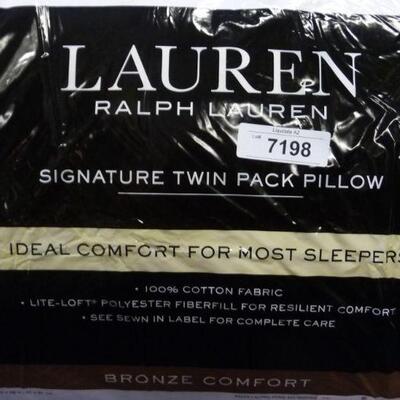 LAUREN
RALPH LAUREN
Liquidate AZ
Lot#
7198
SIGNATURE TWIN PACK PILLOW
IDEAL COMFORT FOR MOST SLEEPERS
• 100% COTTON FABRIC •
• LITE-LOFT® POLYESTER FIBERFILL FOR RESILIENT COMFORT •
• SEE SEWN IN LABEL FOR COMPLETE CARE
BRONZE COMFORT